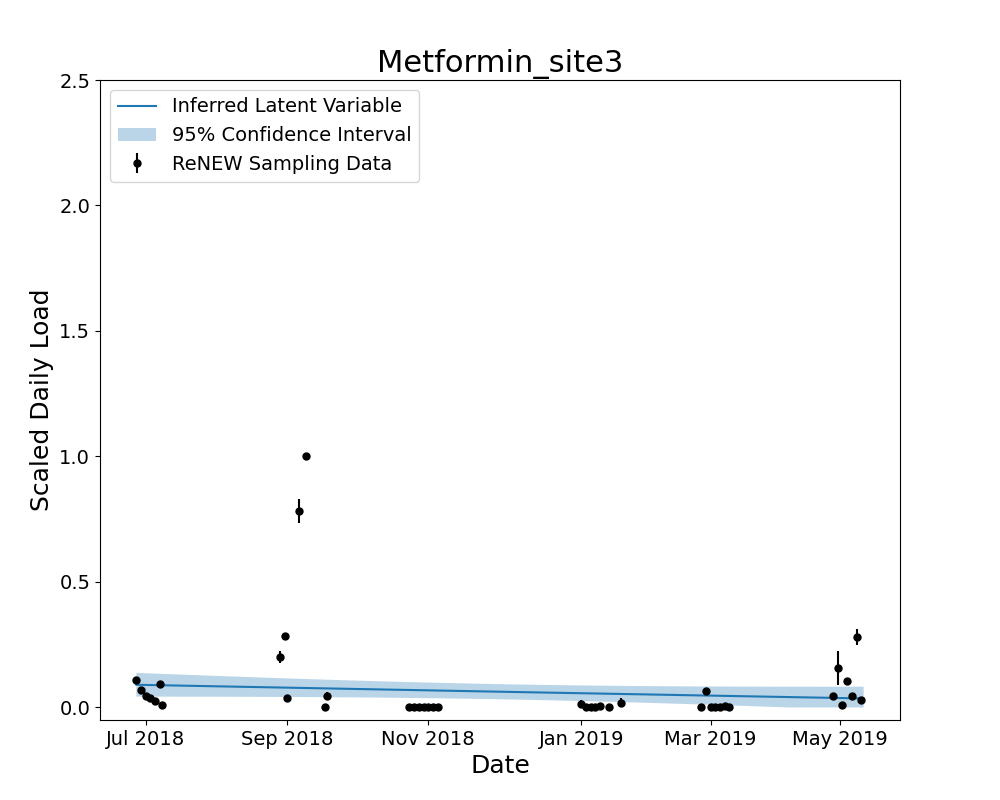 Metformin_site3
Inferred Latent Variable
95% Confidence Interval
ReNEW Sampling Data
Scaled Daily Load
2.5
2.0
1.5
1.0
0.5
0.0
Jul 2018 Sep 2018 Nov 2018 Jan 2019 Mar 2019 May 2019
Date